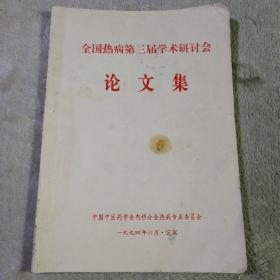 全国热病第三届学术研讨会
论文集
中国中医药学会内科分会热病专业委员会
一九九四年六月·宜宾